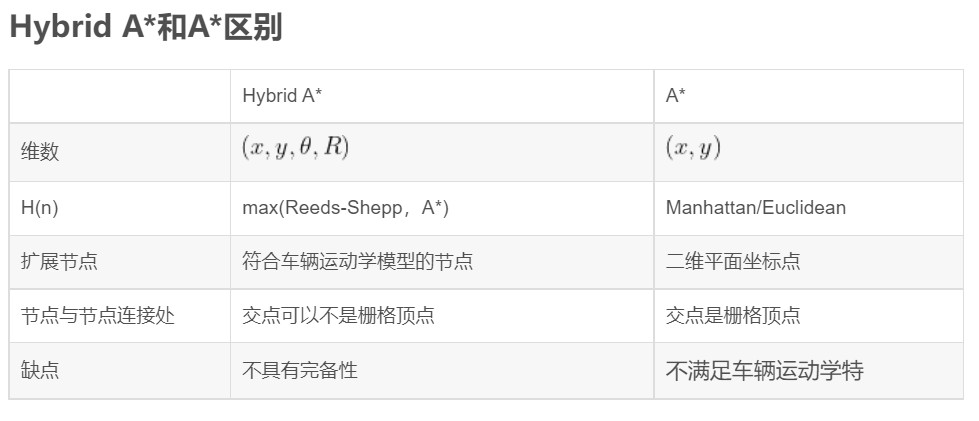 Hybrid A*和A*区别
Hybrid A* A*
维数 (x, y, θ, R) (x, y)
H(n) max(Reeds-Shepp，A*) Manhattan/Euclidean
扩展节点 符合车辆运动学模型的节点 二维平面坐标点
节点与节点连接处 交点可以不是栅格顶点 交点是栅格顶点
缺点 不具有完备性 不满足车辆运动学特